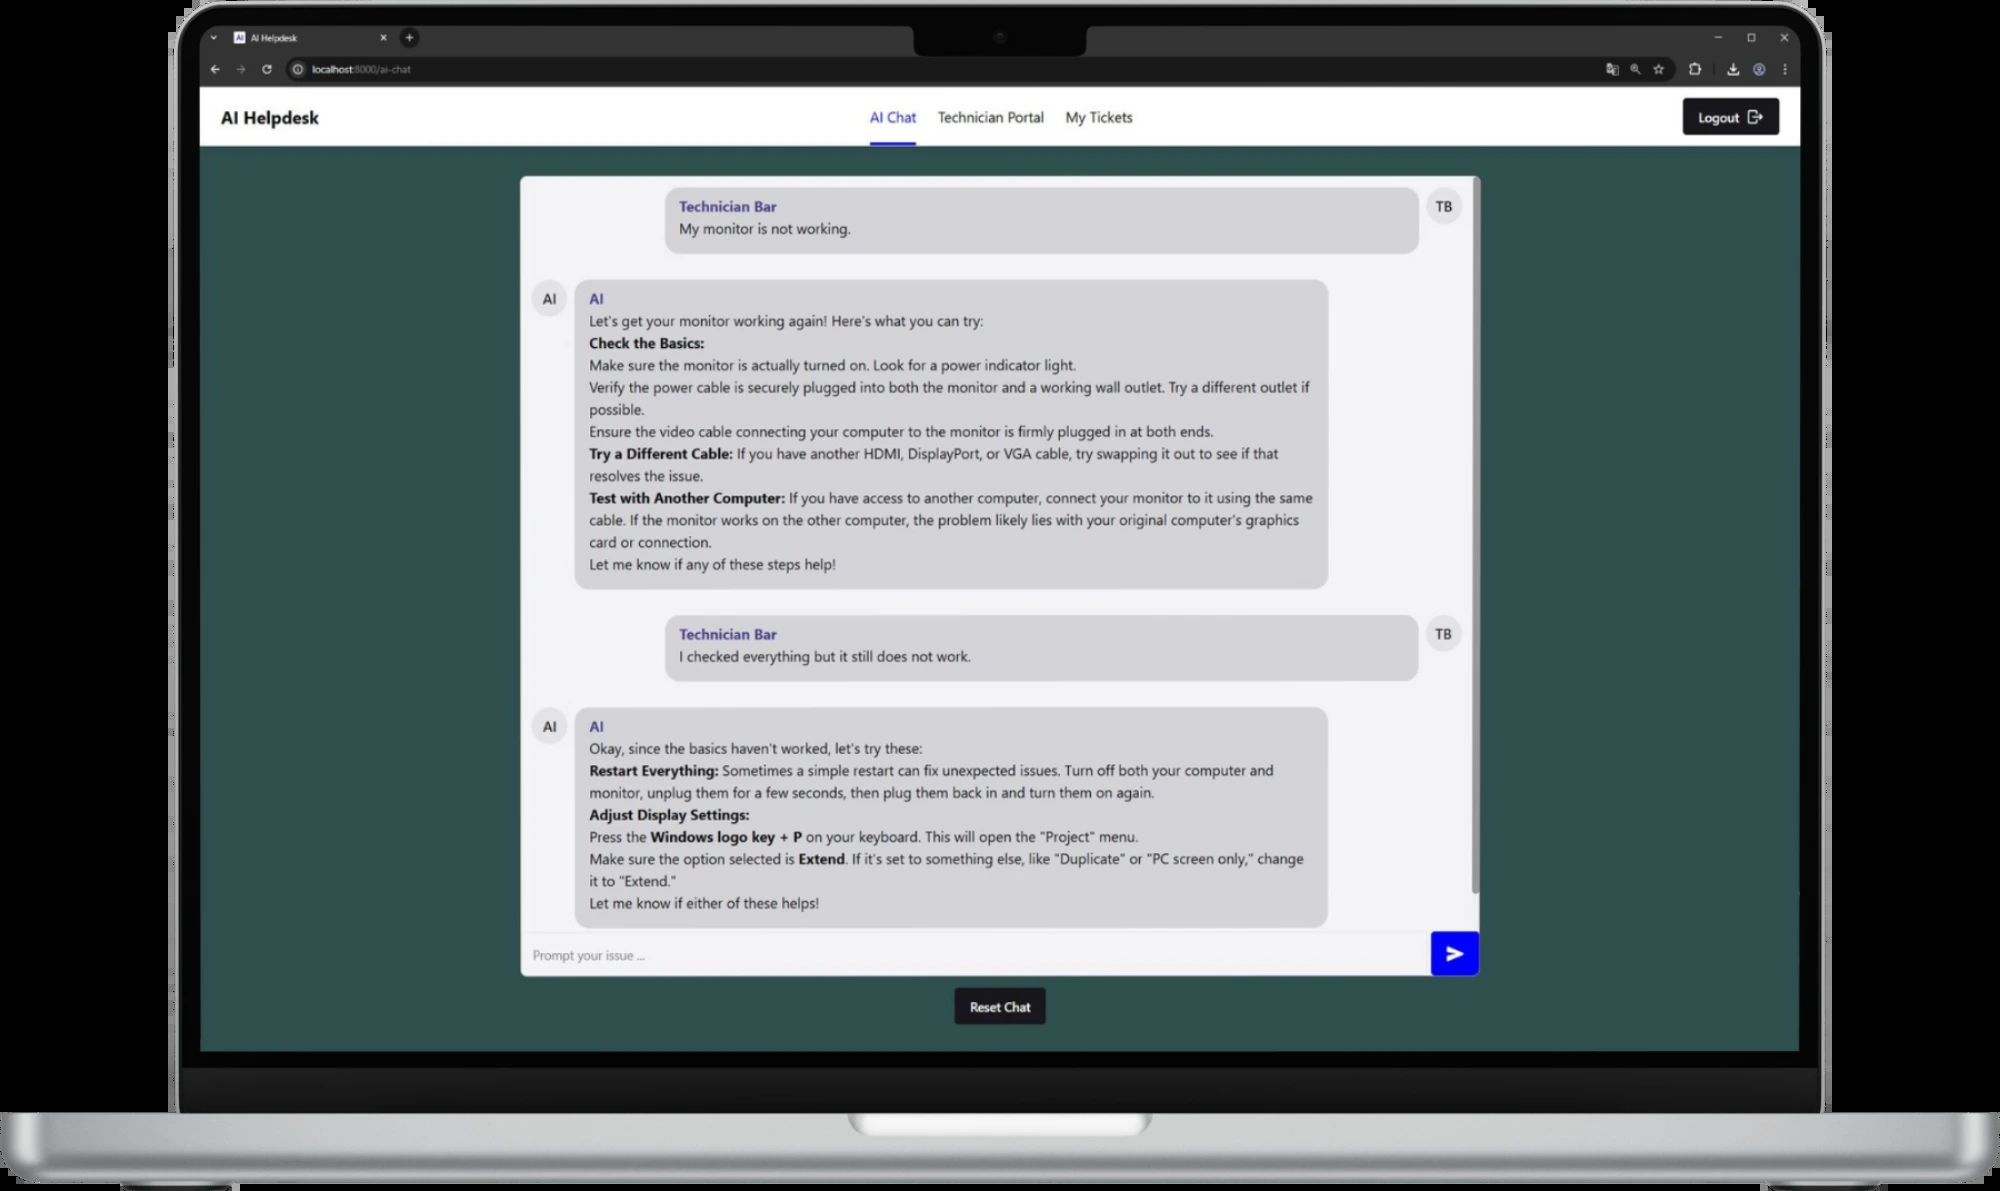 AI AI Helpdesk
localhost:8000/ai-chat
AI Helpdesk
AI Chat Technician Portal My Tickets
Logout
Technician Bar
TB
My monitor is not working.
AI
AI
Let's get your monitor working again! Here's what you can try:
Check the Basics:
Make sure the monitor is actually turned on. Look for a power indicator light.
Verify the power cable is securely plugged into both the monitor and a working wall outlet. Try a different outlet if
possible.
Ensure the video cable connecting your computer to the monitor is firmly plugged in at both ends.
Try a Different Cable: If you have another HDMI, DisplayPort, or VGA cable, try swapping it out to see if that
resolves the issue.
Test with Another Computer: If you have access to another computer, connect your monitor to it using the same
cable. If the monitor works on the other computer, the problem likely lies with your original computer's graphics
card or connection.
Let me know if any of these steps help!
Technician Bar
TB
I checked everything but it still does not work.
AI
AI
Okay, since the basics haven't worked, let's try these:
Restart Everything: Sometimes a simple restart can fix unexpected issues. Turn off both your computer and
monitor, unplug them for a few seconds, then plug them back in and turn them on again.
Adjust Display Settings:
Press the Windows logo key + P on your keyboard. This will open the "Project" menu.
Make sure the option selected is Extend. If it's set to something else, like "Duplicate" or "PC screen only," change
it to "Extend."
Let me know if either of these helps!
Prompt your issue ...
Reset Chat